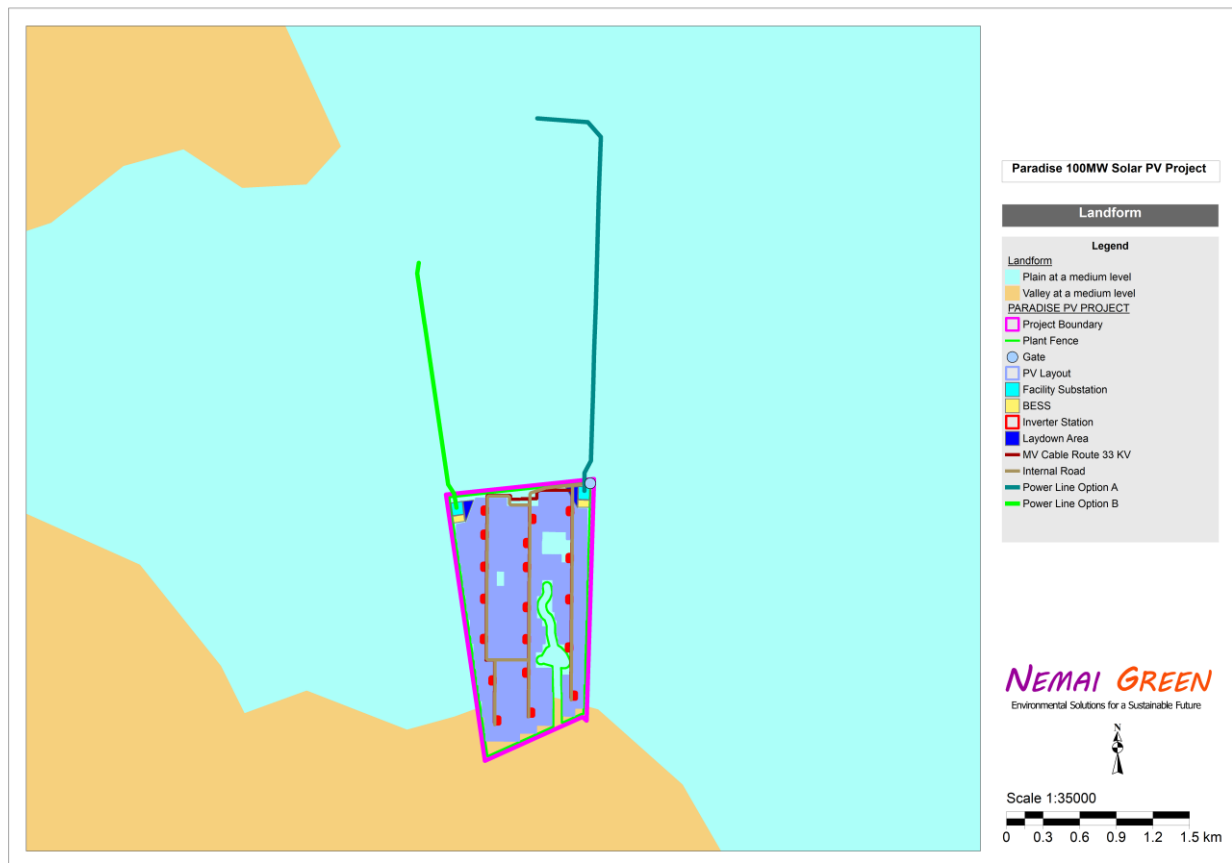 Paradise 100MW Solar PV Project
Landform
Legend
Landform
Plain at a medium level
Valley at a medium level
PARADISE PV PROJECT
Project Boundary
Plant Fence
Gate
PV Layout
Facility Substation
BESS
Inverter Station
Laydown Area
MV Cable Route 33 KV
Internal Road
Power Line Option A
Power Line Option B
NEMAI GREEN
Environmental Solutions for a Sustainable Future
N
Scale 1:35000
0 0.3 0.6 0.9 1.2 1.5 km